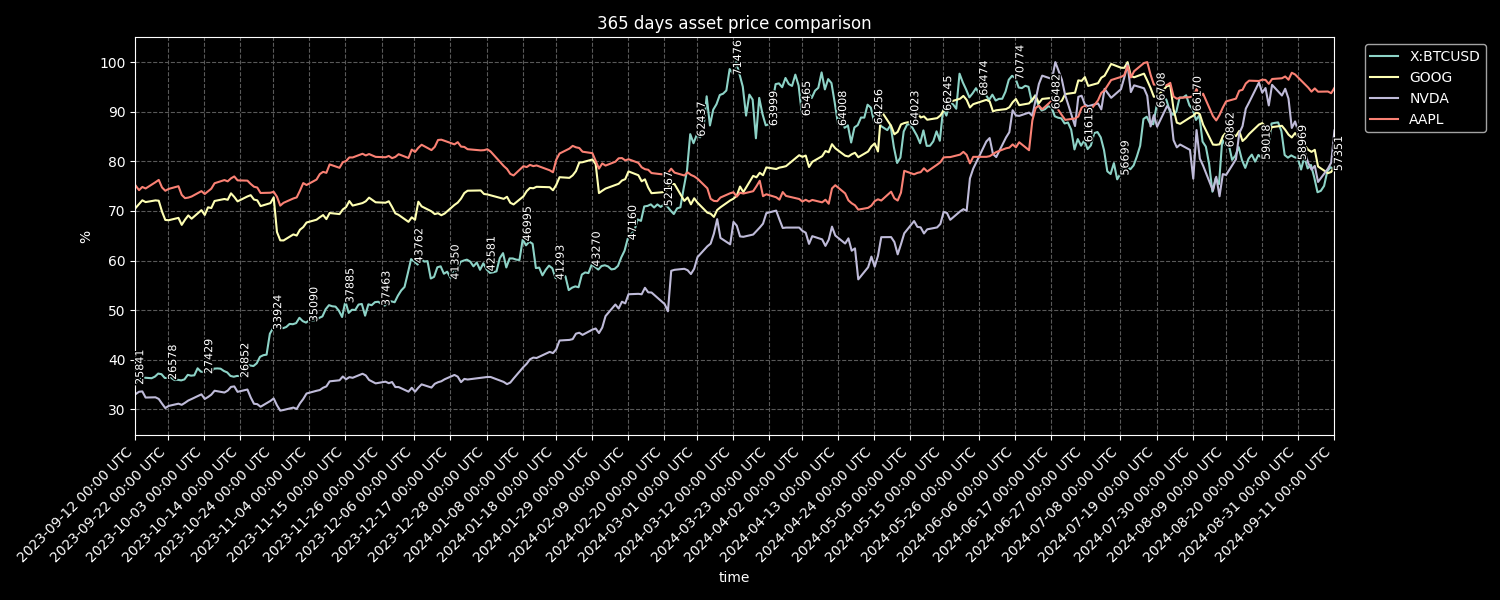 365 days asset price comparison
X:BTCUSD
GOOG
NVDA
AAPL
%
100
90
80
70
60
50
40
30
25841
26578
27429
26852
33924
35090
37885
37463
43762
41350
42581
46995
41293
43270
47160
52167
62437
71476
63999
65465
64008
64256
64023
66245
68474
70774
66482
61615
56699
66708
66170
60862
59018
58969
57351
2023-09-12 00:00 UTC
2023-09-22 00:00 UTC
2023-10-03 00:00 UTC
2023-10-14 00:00 UTC
2023-10-24 00:00 UTC
2023-11-04 00:00 UTC
2023-11-15 00:00 UTC
2023-11-26 00:00 UTC
2023-12-06 00:00 UTC
2023-12-17 00:00 UTC
2023-12-28 00:00 UTC
2024-01-08 00:00 UTC
2024-01-18 00:00 UTC
2024-01-29 00:00 UTC
2024-02-09 00:00 UTC
2024-02-20 00:00 UTC
2024-03-01 00:00 UTC
2024-03-12 00:00 UTC
2024-03-23 00:00 UTC
2024-04-02 00:00 UTC
2024-04-13 00:00 UTC
2024-04-24 00:00 UTC
2024-05-05 00:00 UTC
2024-05-15 00:00 UTC
2024-05-26 00:00 UTC
2024-06-06 00:00 UTC
2024-06-17 00:00 UTC
2024-06-27 00:00 UTC
2024-07-08 00:00 UTC
2024-07-19 00:00 UTC
2024-07-30 00:00 UTC
2024-08-09 00:00 UTC
2024-08-20 00:00 UTC
2024-08-31 00:00 UTC
2024-09-11 00:00 UTC
time